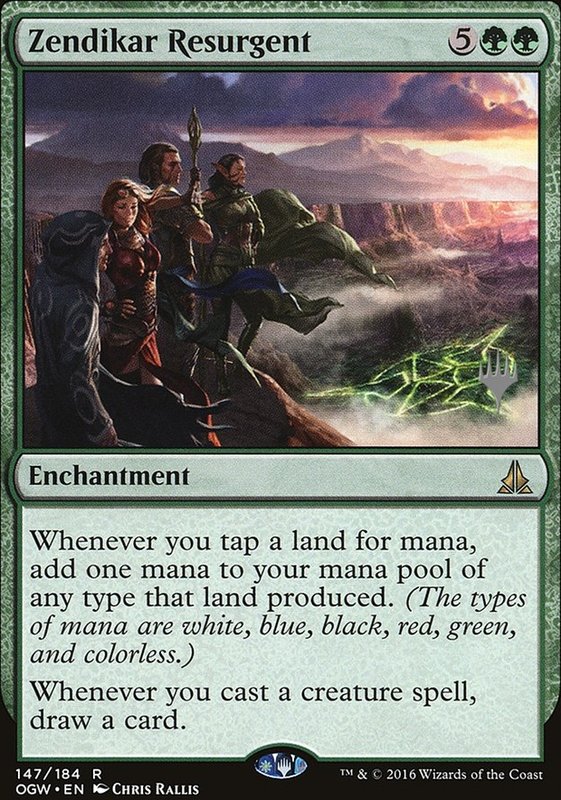 Zendikar Resurgent 5
Enchantment
Whenever you tap a land for mana,
add one mana to your mana pool of
any type that land produced. (The types
of mana are white, blue, black, red, green,
and colorless.)
Whenever you cast a creature spell,
draw a card.
147/184 R
OGW • EN Chris Rallis
™ & © 2016 Wizards of the Coast